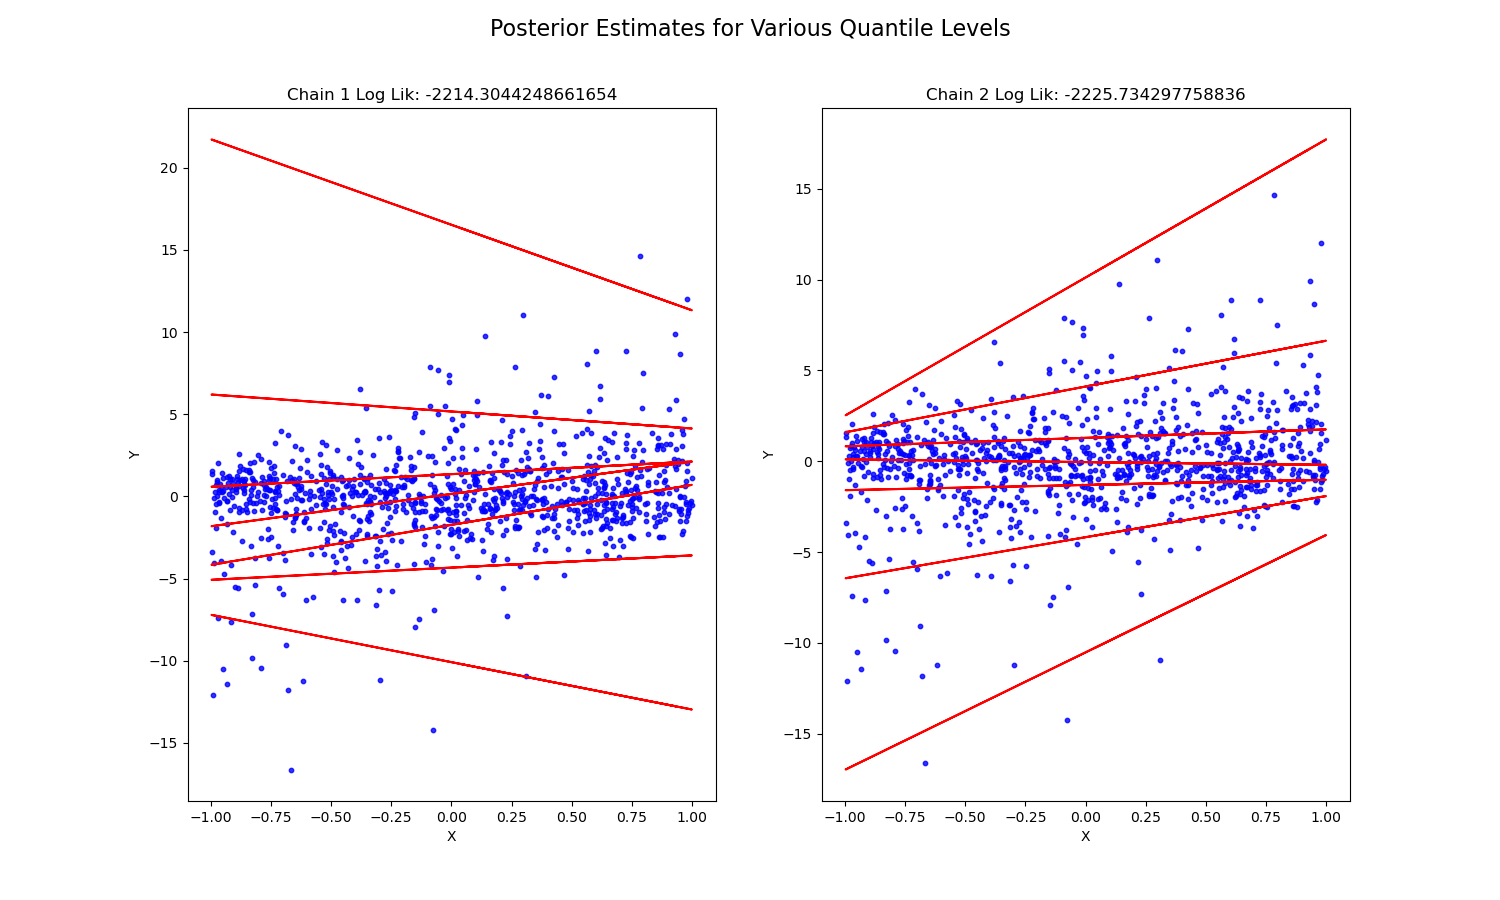 Posterior Estimates for Various Quantile Levels
Chain 1 Log Lik: -2214.3044248661654
20
15
10
5
0
−5
−10
−15
Y
−1.00 −0.75 −0.50 −0.25 0.00 0.25 0.50 0.75 1.00
X
Chain 2 Log Lik: -2225.734297758836
15
10
5
0
−5
−10
−15
Y
−1.00 −0.75 −0.50 −0.25 0.00 0.25 0.50 0.75 1.00
X